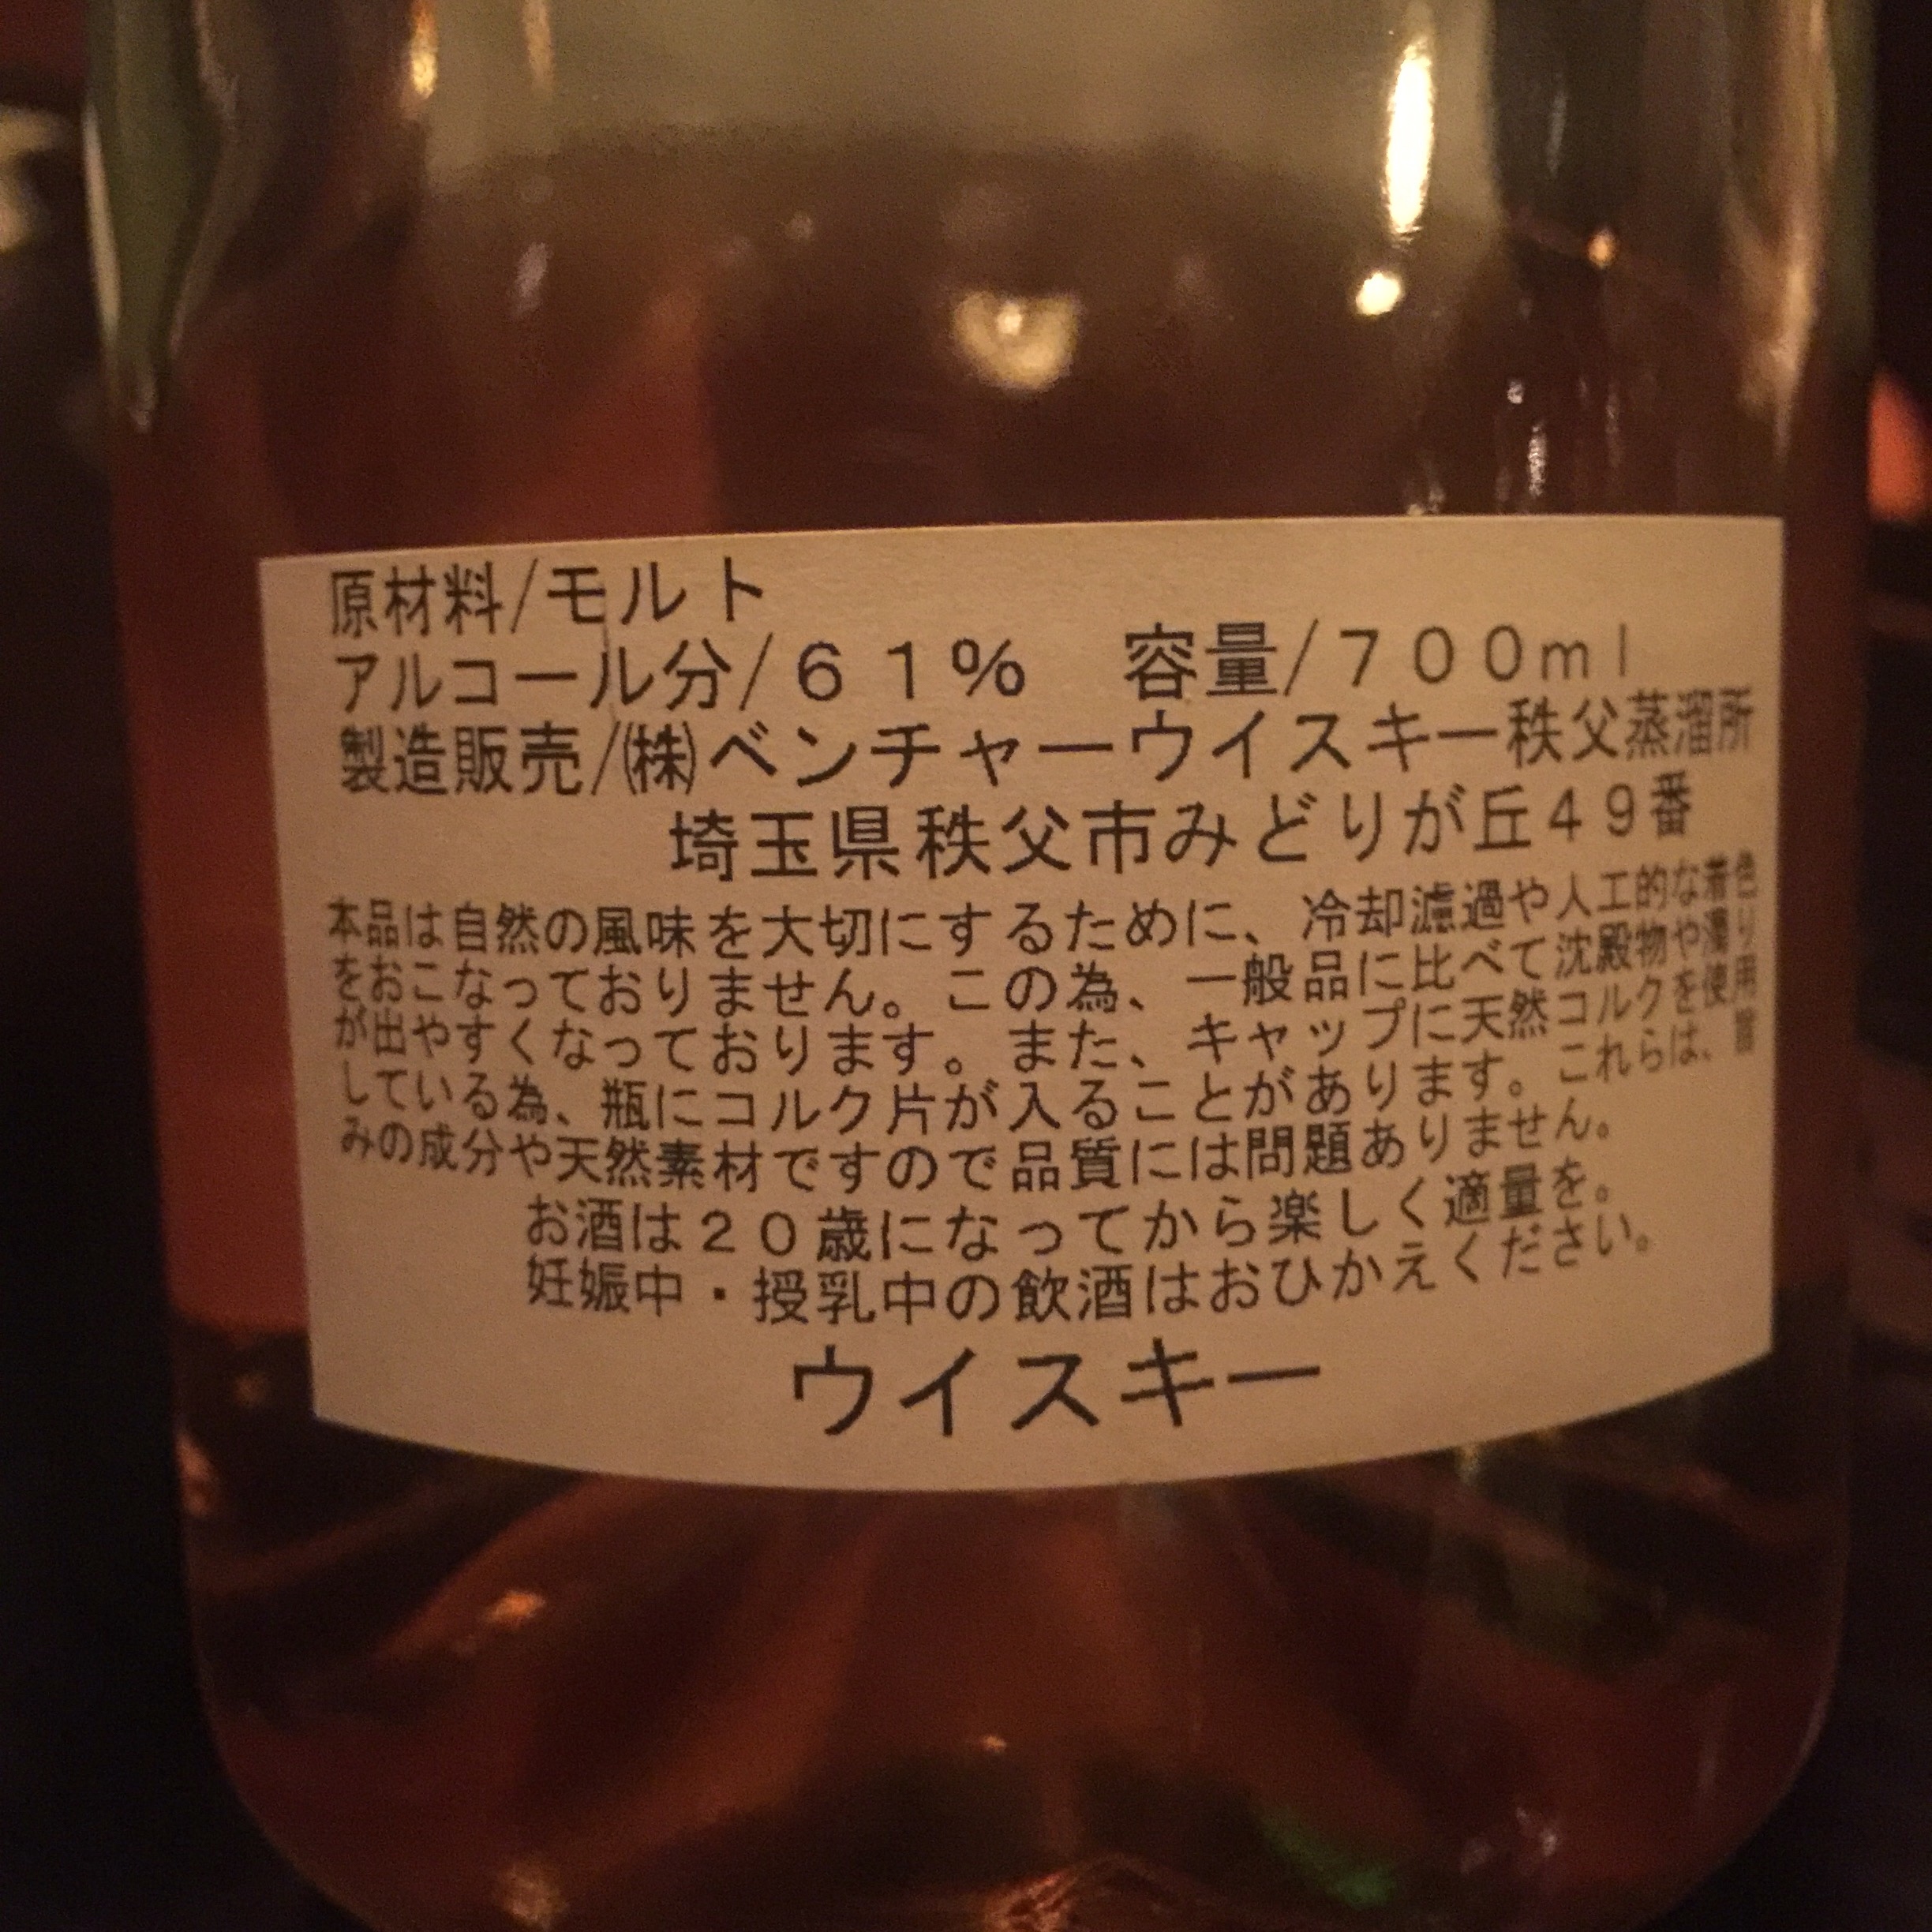 原材料/モルト
アルコール分/61%　容量/700ml
製造販売/㈱ベンチャーウイスキー秩父蒸溜所
埼玉県秩父市みどりが丘49番
本品は自然の風味を大切にするために、冷却濾過や人工的な着色
をおこなっておりません。この為、一般品に比べて沈殿物や濁り
が出やすくなっております。また、キャップに天然コルクを使用
している為、瓶にコルク片が入ることがあります。これらは、旨
みの成分や天然素材ですので品質には問題ありません。
お酒は20歳になってから楽しく適量を。
妊娠中・授乳中の飲酒はおひかえください。
ウイスキー